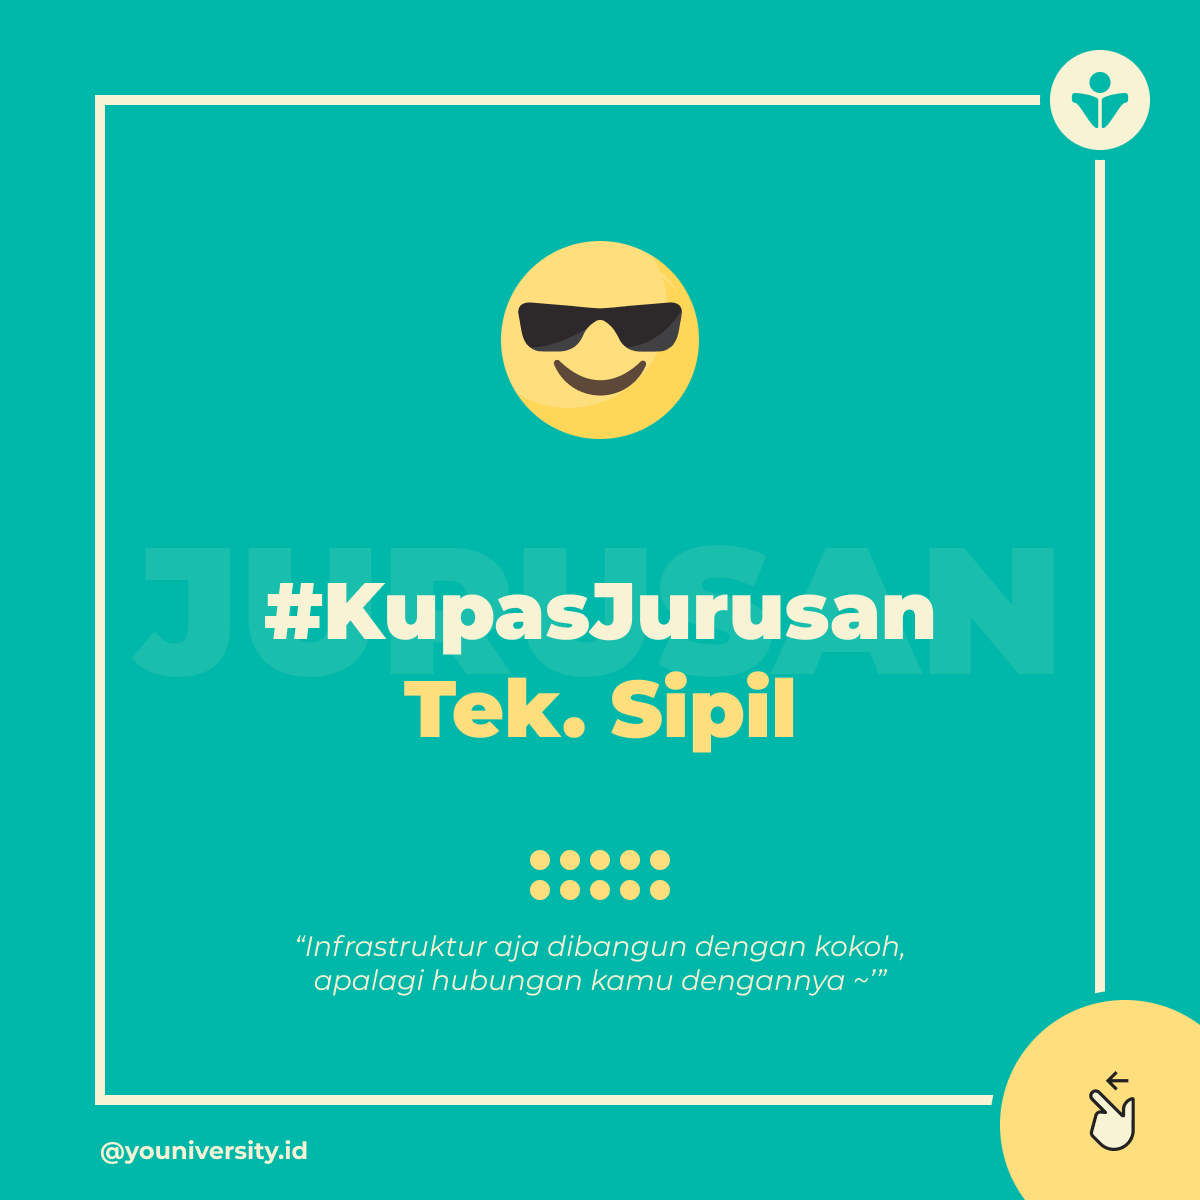 JURUSAN
#KupasJurusan
Tek. Sipil
“Infrastruktur aja dibangun dengan kokoh,
apalagi hubungan kamu dengannya ~’”
@youniversity.id